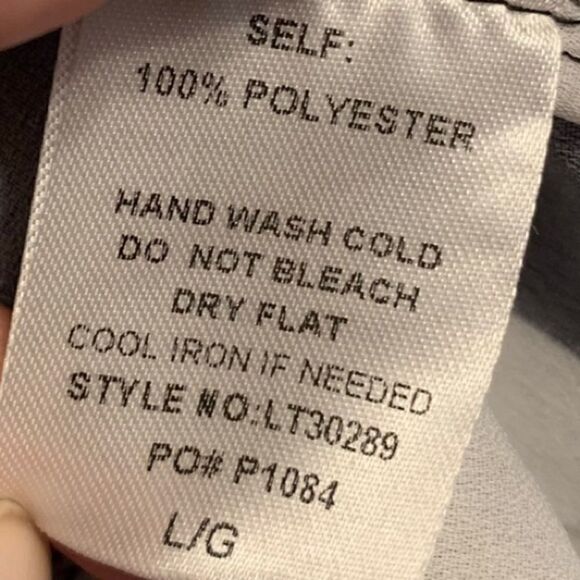 SELF:
100% POLYESTER
HAND WASH COLD
DO NOT BLEACH
DRY FLAT
COOL IRON IF NEEDED
STYLE NO:LT30289
PO# P1084
L/G